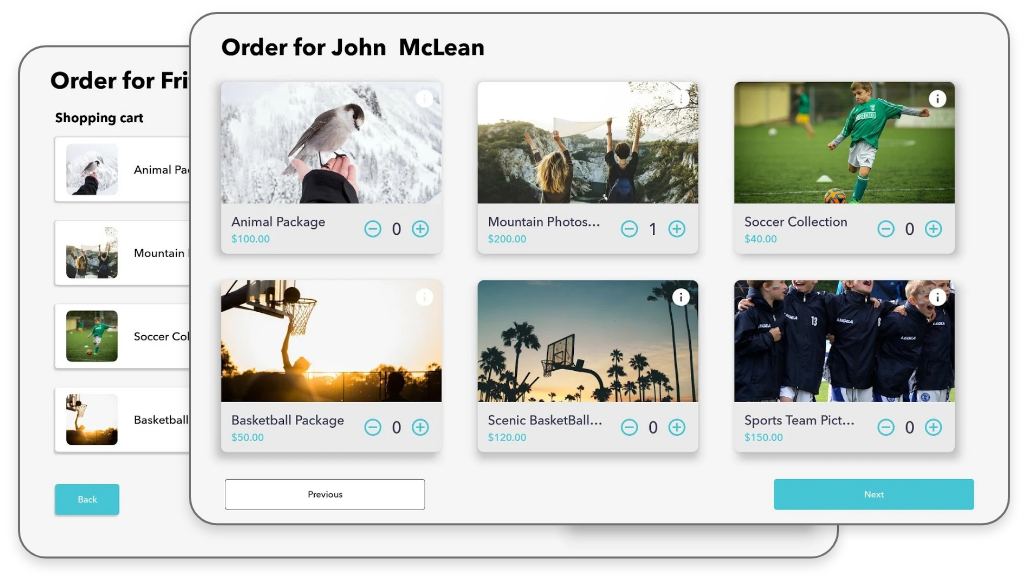 Order for John  McLean
Animal Package
$100.00
0
Mountain Photos...
$200.00
1
Soccer Collection
$40.00
0
Basketball Package
$50.00
0
Scenic BasketBall...
$120.00
0
Sports Team Pict...
$150.00
0
Previous
Next
Order for Fri
Shopping cart
Animal Pac
Mountain
Soccer Col
Basketball
Back
13